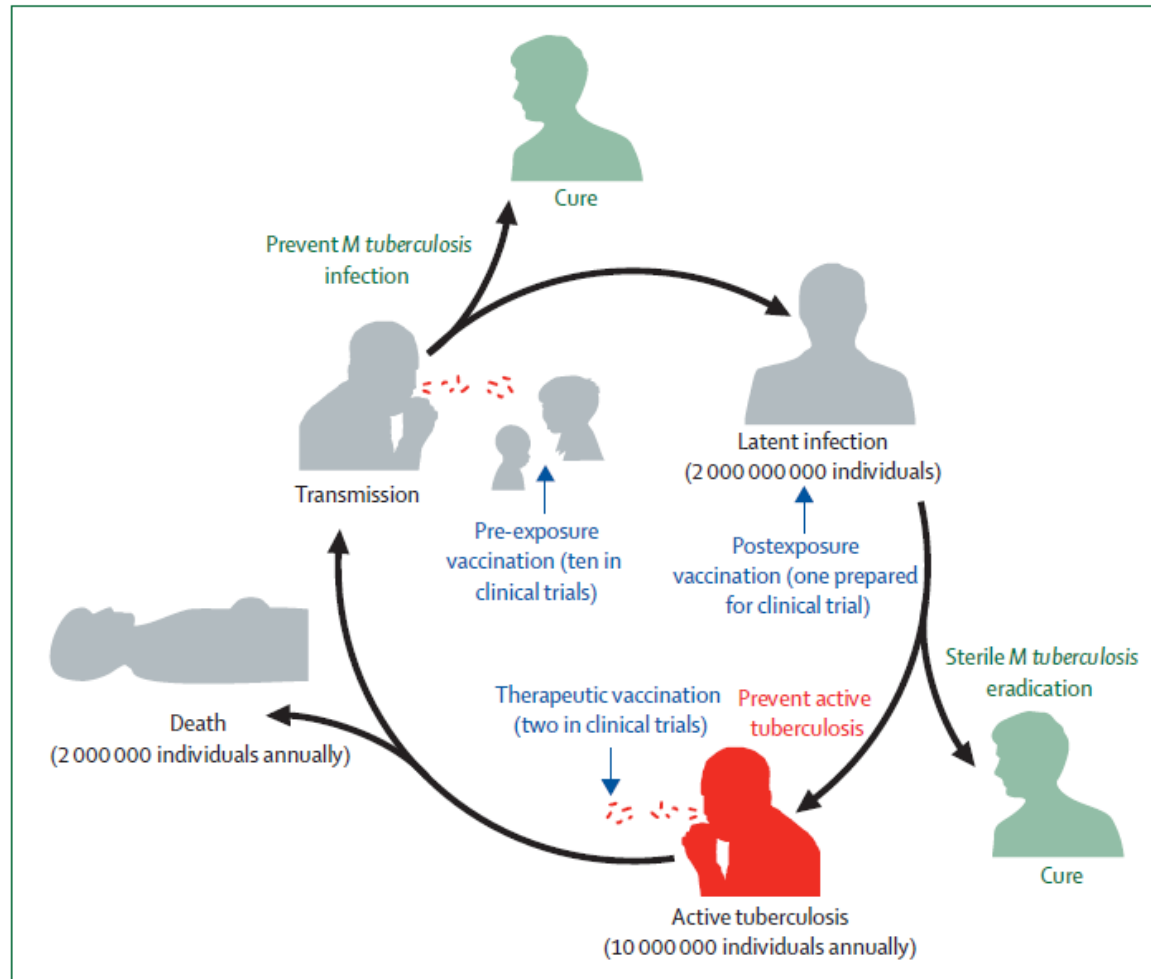 Cure
Prevent M tuberculosis
infection
Transmission
Pre-exposure
vaccination (ten in
clinical trials)
Latent infection
(2 000 000 000 individuals)
Postexposure
vaccination (one prepared
for clinical trial)
Sterile M tuberculosis
eradication
Cure
Prevent active
tuberculosis
Therapeutic vaccination
(two in clinical trials)
Active tuberculosis
(10 000 000 individuals annually)
Death
(2 000 000 individuals annually)